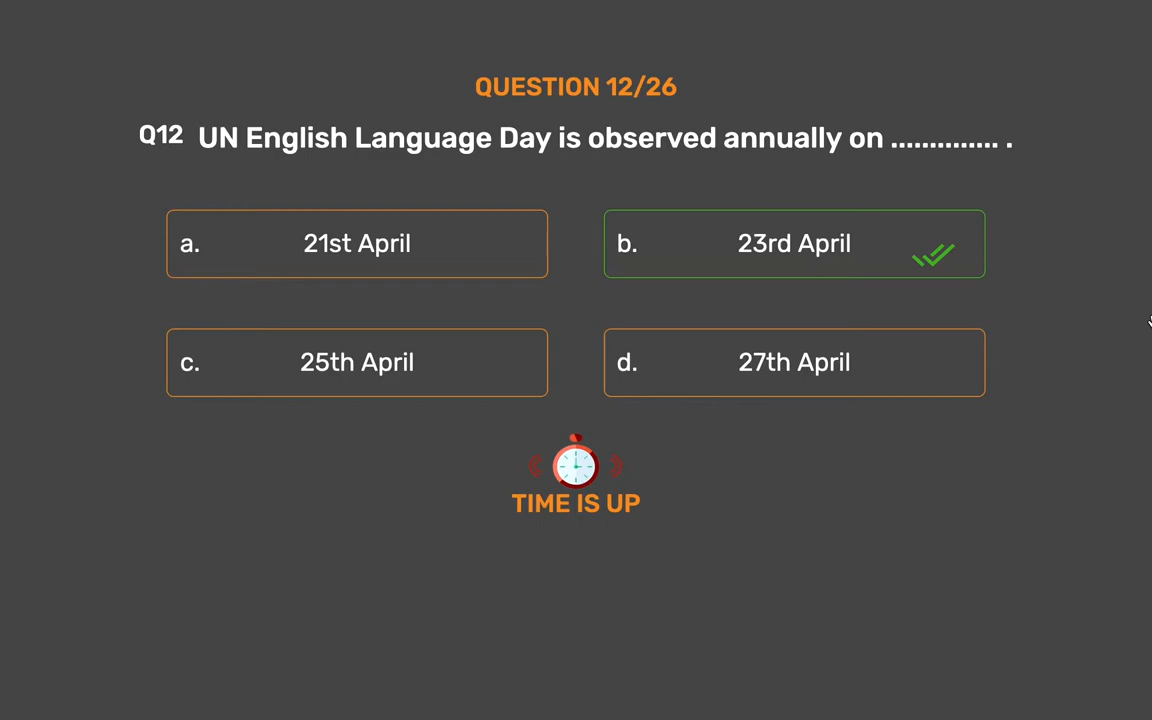 QUESTION 12/26
Q12 UN English Language Day is observed annually on .............. .
a. 21st April
b. 23rd April
c. 25th April
d. 27th April
TIME IS UP